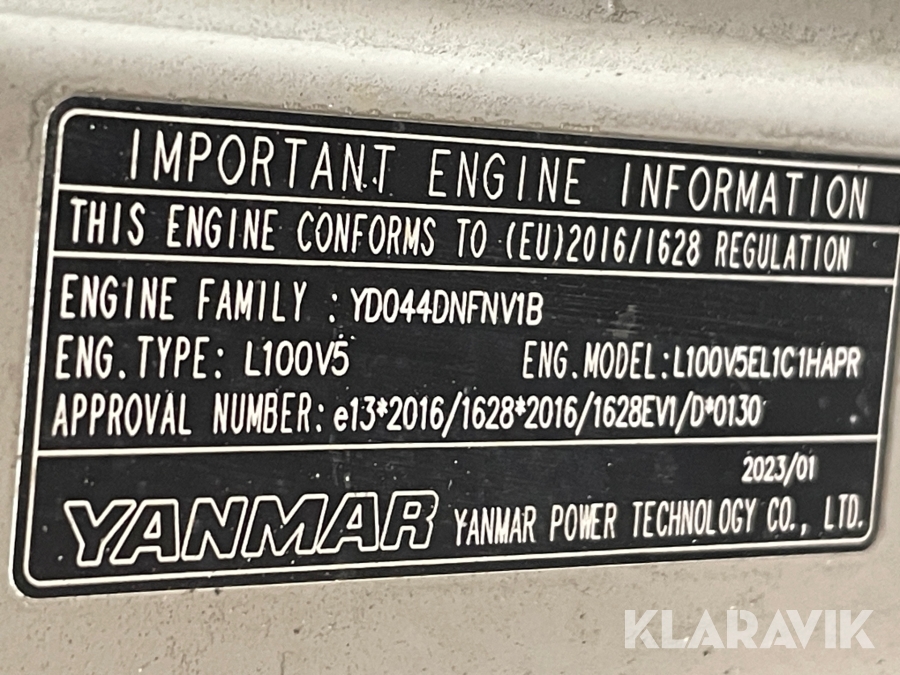 IMPORTANT ENGINE INFORMATION
THIS ENGINE CONFORMS TO (EU)2016/1628 REGULATION
ENGINE FAMILY : YD044DNFNV1B
ENG. TYPE: L100V5 ENG. MODEL: L100V5EL1C1HAPR
APPROVAL NUMBER: e13*2016/1628*2016/1628EV1/D*0130
2023/01
YANMAR YANMAR POWER TECHNOLOGY CO., LTD.
KLARAVIK